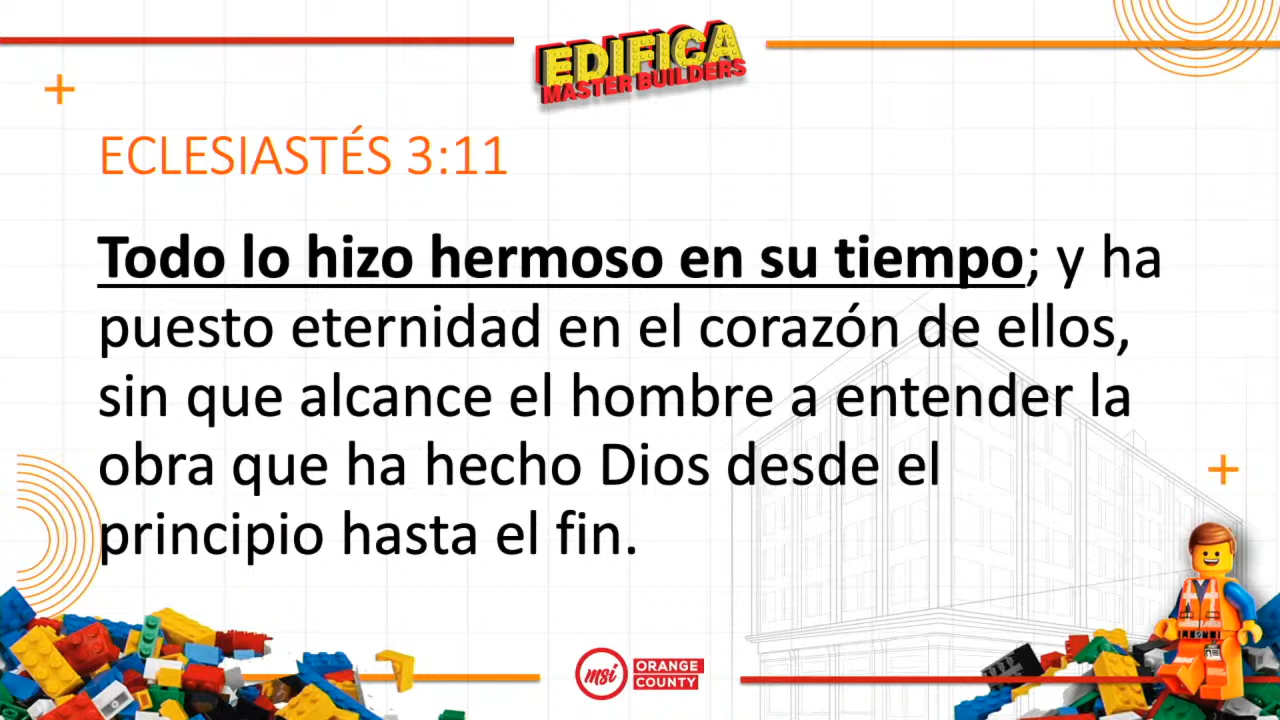 EDIFICA
MASTER BUILDERS
ECLESIASTÉS 3:11
Todo lo hizo hermoso en su tiempo; y ha
puesto eternidad en el corazón de ellos,
sin que alcance el hombre a entender la
obra que ha hecho Dios desde el
principio hasta el fin.
msi ORANGE
COUNTY